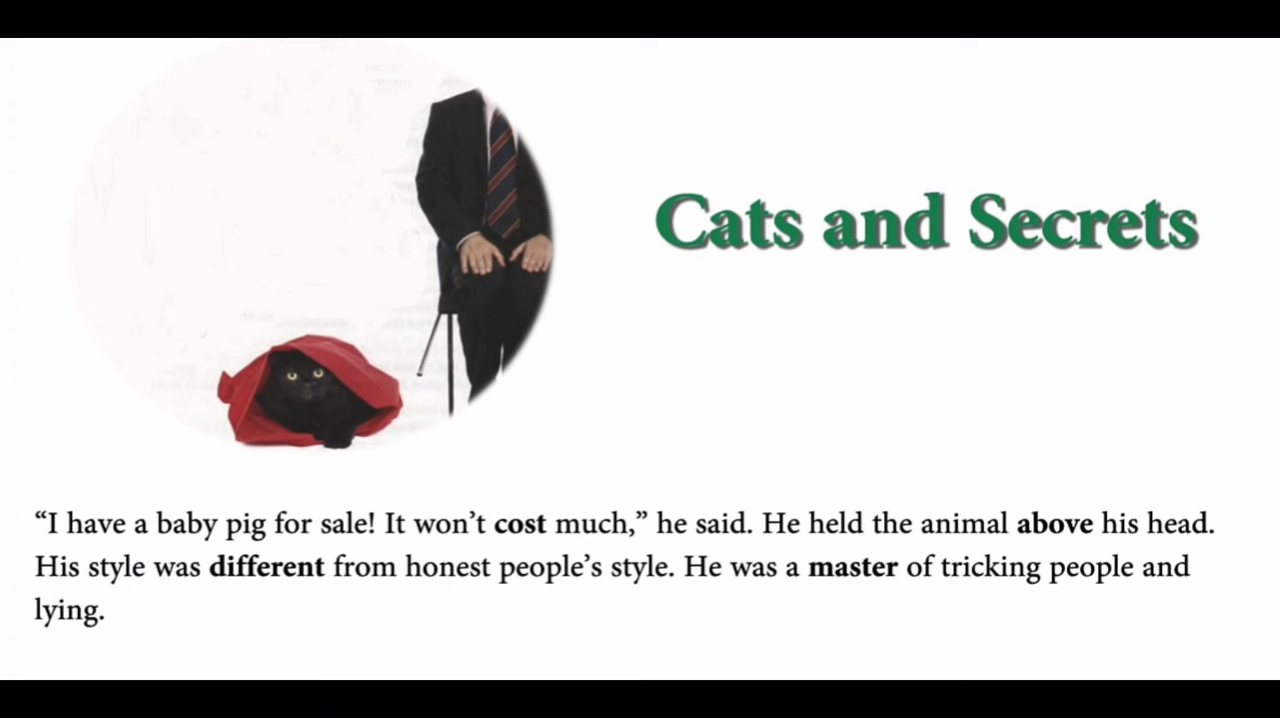 Cats and Secrets
“I have a baby pig for sale! It won’t cost much,” he said. He held the animal above his head.
His style was different from honest people’s style. He was a master of tricking people and
lying.